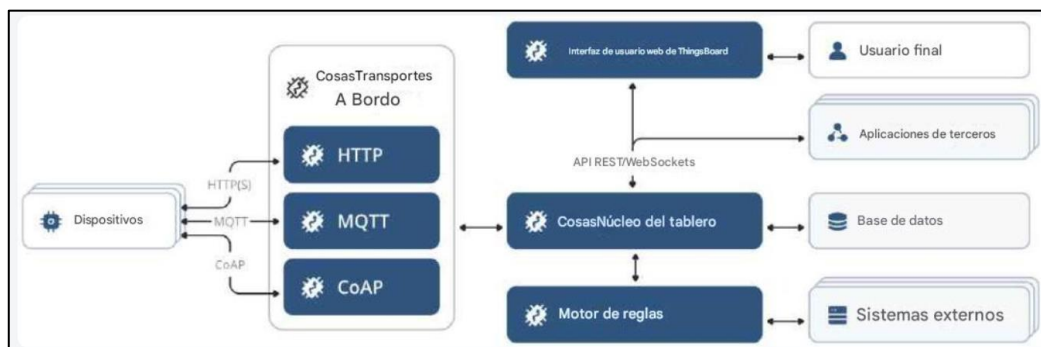 Interfaz de usuario web de ThingsBoard
Usuario final
CosasTransportes
A Bordo
Aplicaciones de terceros
HTTP
API REST/WebSockets
HTTP(S)
Dispositivos
MQTT
MQTT
CosasNúcleo del tablero
Base de datos
CoAP
CoAP
Motor de reglas
Sistemas externos